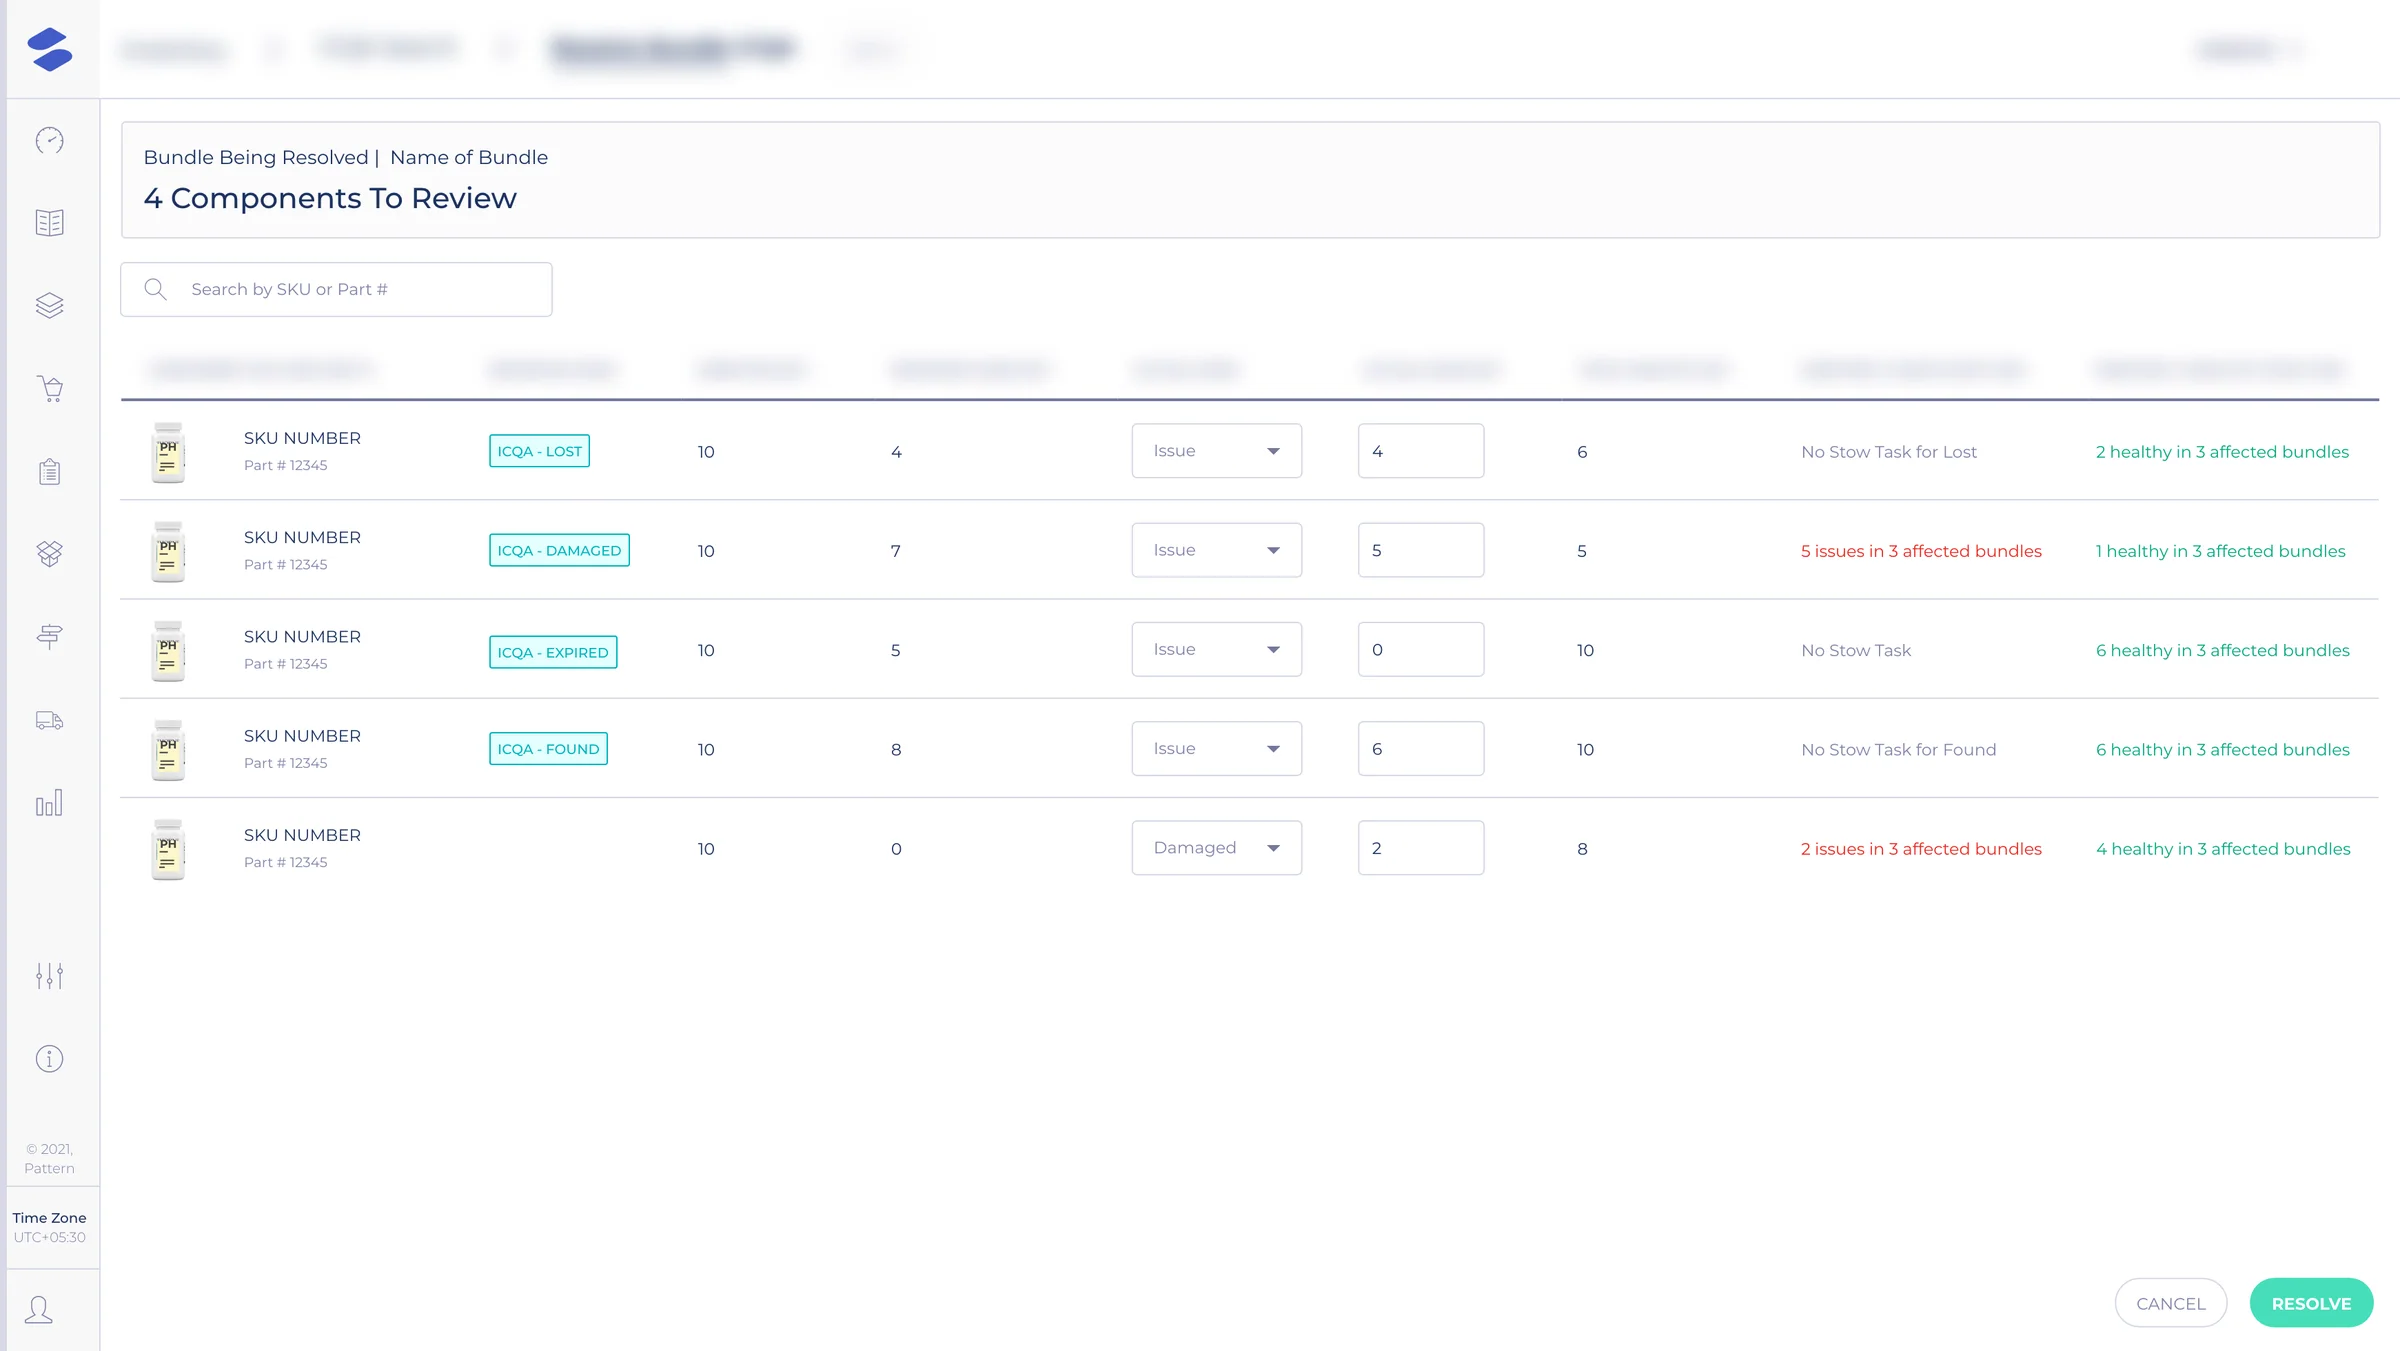 Bundle Being Resolved | Name of Bundle
4 Components To Review
Search by SKU or Part #
PH
SKU NUMBER
Part # 12345
ICQA - LOST
10
4
Issue
4
6
No Stow Task for Lost
2 healthy in 3 affected bundles
PH
SKU NUMBER
Part # 12345
ICQA - DAMAGED
10
7
Issue
5
5
5 issues in 3 affected bundles
1 healthy in 3 affected bundles
PH
SKU NUMBER
Part # 12345
ICQA - EXPIRED
10
5
Issue
0
10
No Stow Task
6 healthy in 3 affected bundles
PH
SKU NUMBER
Part # 12345
ICQA - FOUND
10
8
Issue
6
10
No Stow Task for Found
6 healthy in 3 affected bundles
PH
SKU NUMBER
Part # 12345
10
0
Damaged
2
8
2 issues in 3 affected bundles
4 healthy in 3 affected bundles
© 2021,
Pattern
Time Zone
UTC+05:30
CANCEL
RESOLVE